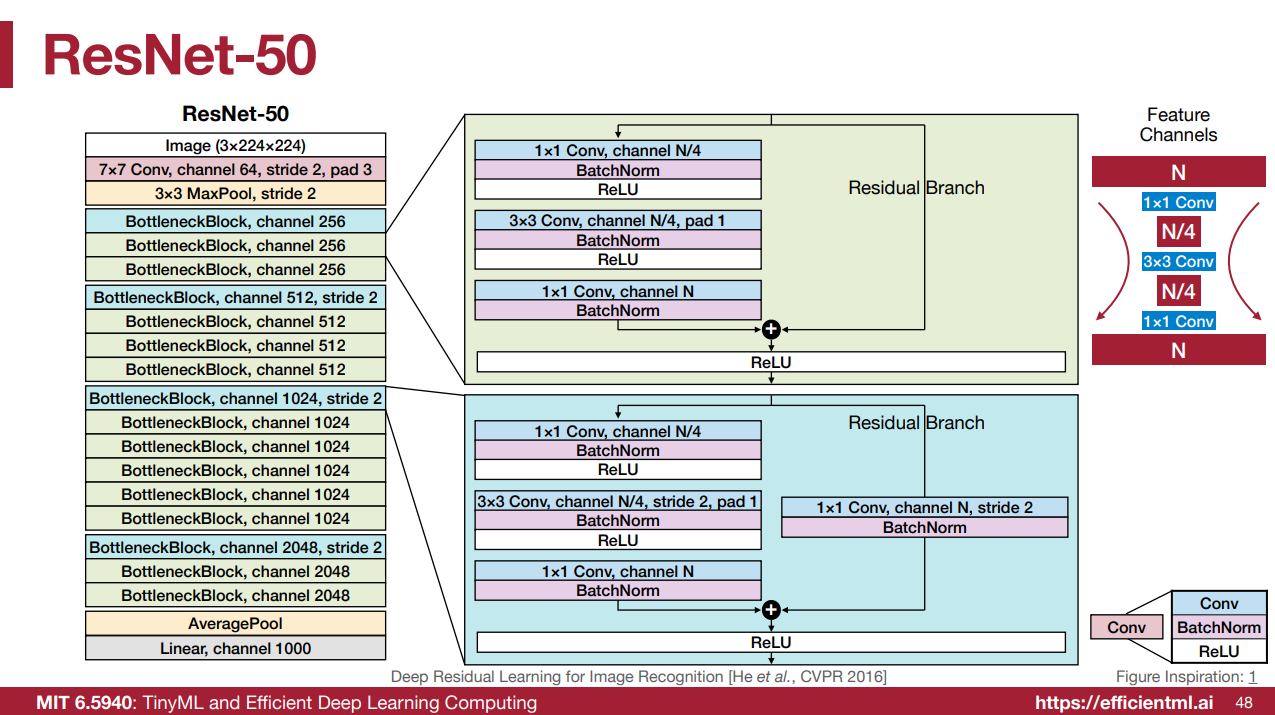 ResNet-50
ResNet-50
Image (3×224×224)
7×7 Conv, channel 64, stride 2, pad 3
3×3 MaxPool, stride 2
BottleneckBlock, channel 256
BottleneckBlock, channel 256
BottleneckBlock, channel 256
BottleneckBlock, channel 512, stride 2
BottleneckBlock, channel 512
BottleneckBlock, channel 512
BottleneckBlock, channel 512
BottleneckBlock, channel 1024, stride 2
BottleneckBlock, channel 1024
BottleneckBlock, channel 1024
BottleneckBlock, channel 1024
BottleneckBlock, channel 1024
BottleneckBlock, channel 1024
BottleneckBlock, channel 2048, stride 2
BottleneckBlock, channel 2048
BottleneckBlock, channel 2048
AveragePool
Linear, channel 1000
1×1 Conv, channel N/4
BatchNorm
ReLU
Residual Branch
3×3 Conv, channel N/4, pad 1
BatchNorm
ReLU
1×1 Conv, channel N
BatchNorm
+
ReLU
1×1 Conv, channel N/4
BatchNorm
ReLU
Residual Branch
3×3 Conv, channel N/4, stride 2, pad 1
BatchNorm
ReLU
1×1 Conv, channel N, stride 2
BatchNorm
1×1 Conv, channel N
BatchNorm
+
ReLU
Feature
Channels
N
1×1 Conv
N/4
3×3 Conv
N/4
1×1 Conv
N
Conv
Conv
BatchNorm
ReLU
Deep Residual Learning for Image Recognition [He et al., CVPR 2016]
Figure Inspiration: 1
MIT 6.5940: TinyML and Efficient Deep Learning Computing
https://efficientml.ai
48